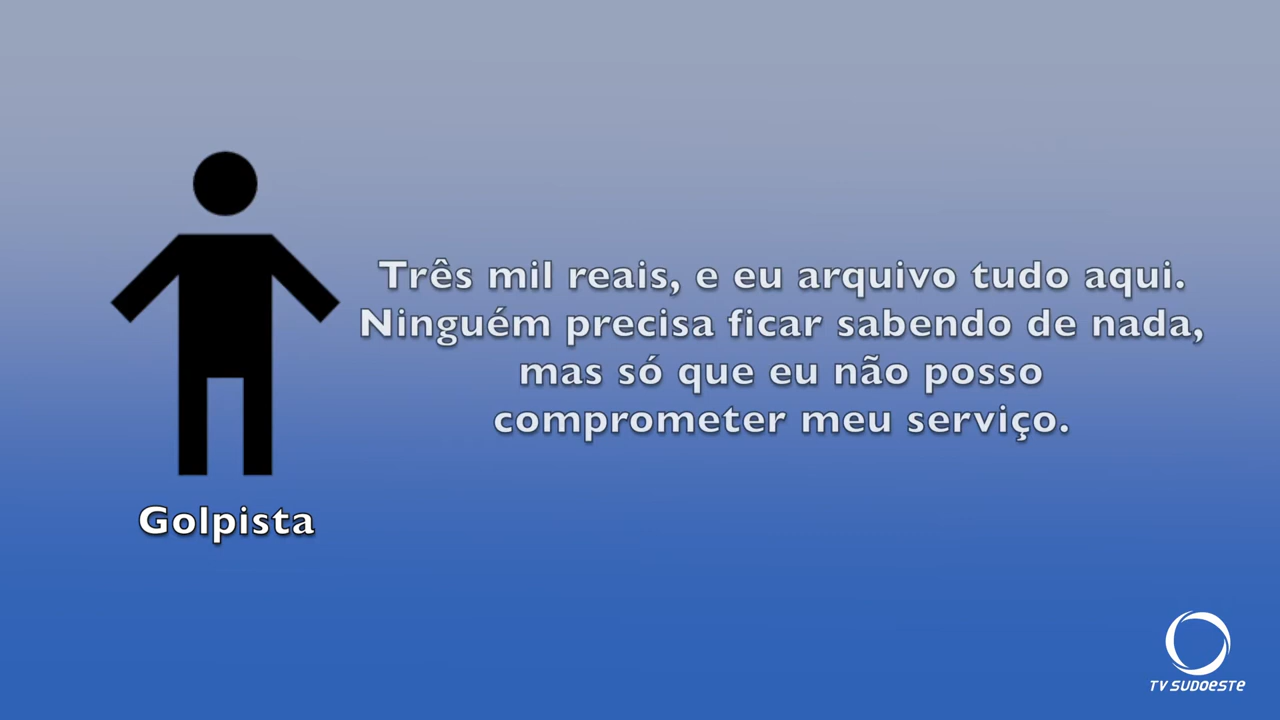 Três mil reais, e eu arquivo tudo aqui.
Ninguém precisa ficar sabendo de nada,
mas só que eu não posso
comprometer meu serviço.
Golpista
TV SUDOESTE